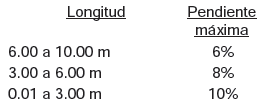 Longitud Pendiente
máxima
6.00 a 10.00 m 6%
3.00 a 6.00 m 8%
0.01 a 3.00 m 10%